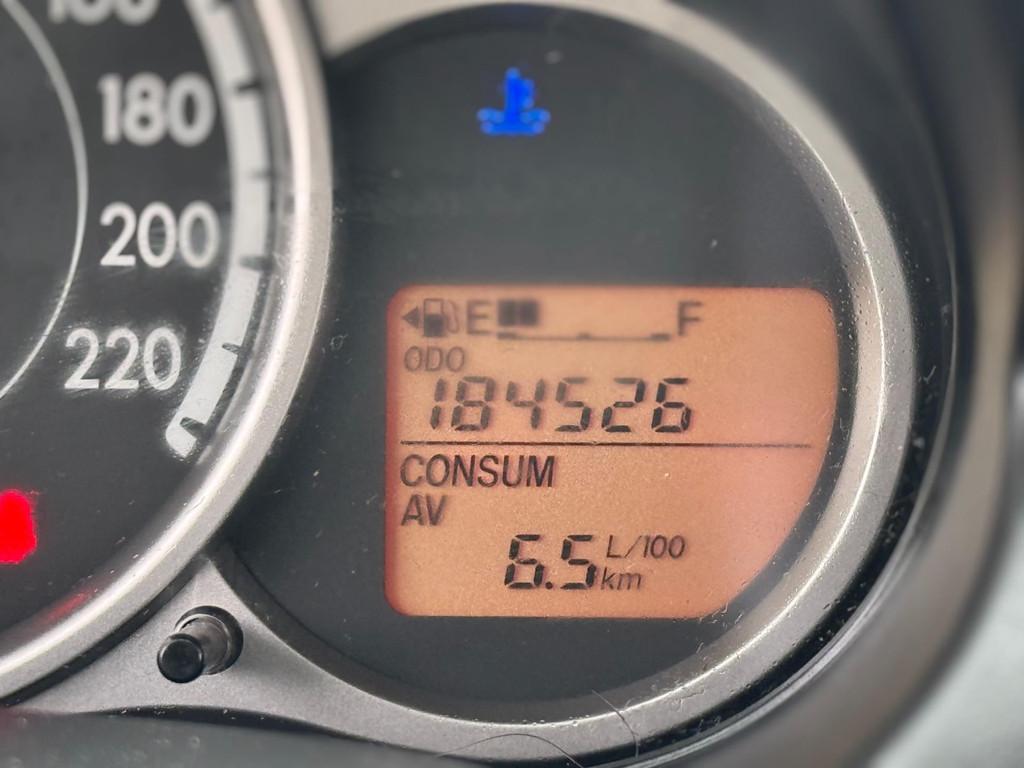 180
200
220
E F
ODO
184526
CONSUM
AV
6.5 L/100
km